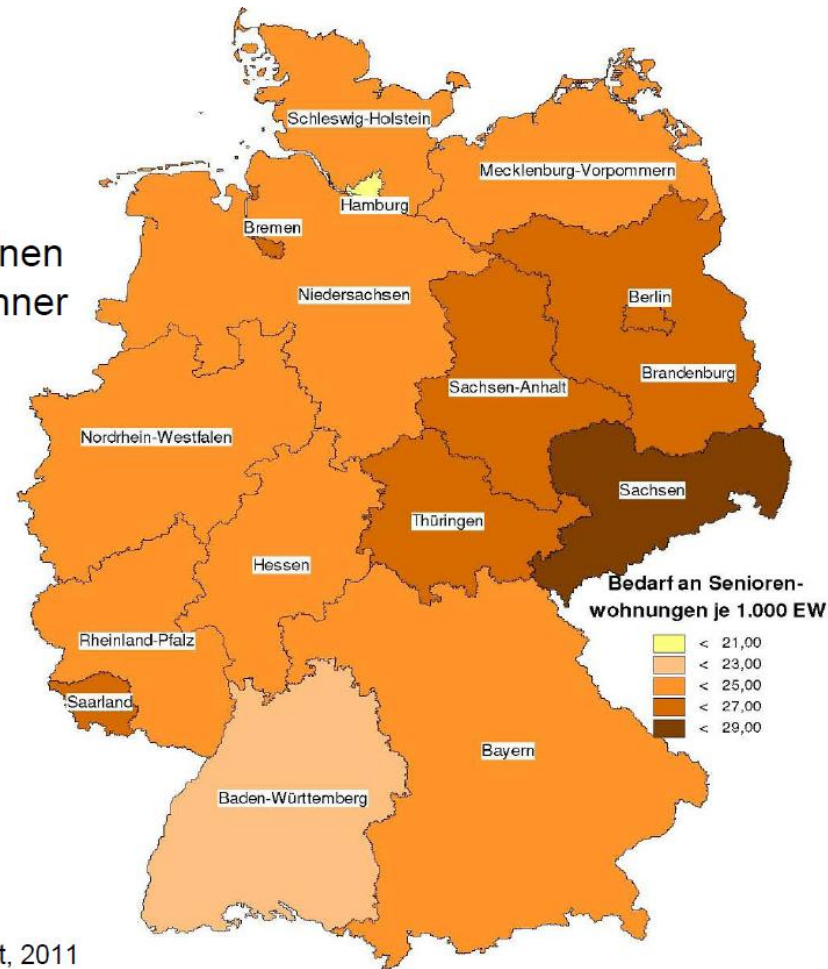 Schleswig-Holstein
Mecklenburg-Vorpommern
Hamburg
Bremen
nen
nner
Niedersachsen
Berlin
Brandenburg
Sachsen-Anhalt
Nordrhein-Westfalen
Sachsen
Thüringen
Hessen
Bedarf an Senioren-
wohnungen je 1.000 EW
< 21,00
< 23,00
< 25,00
< 27,00
< 29,00
Rheinland-Pfalz
Saarland
Bayern
Baden-Württemberg
t, 2011